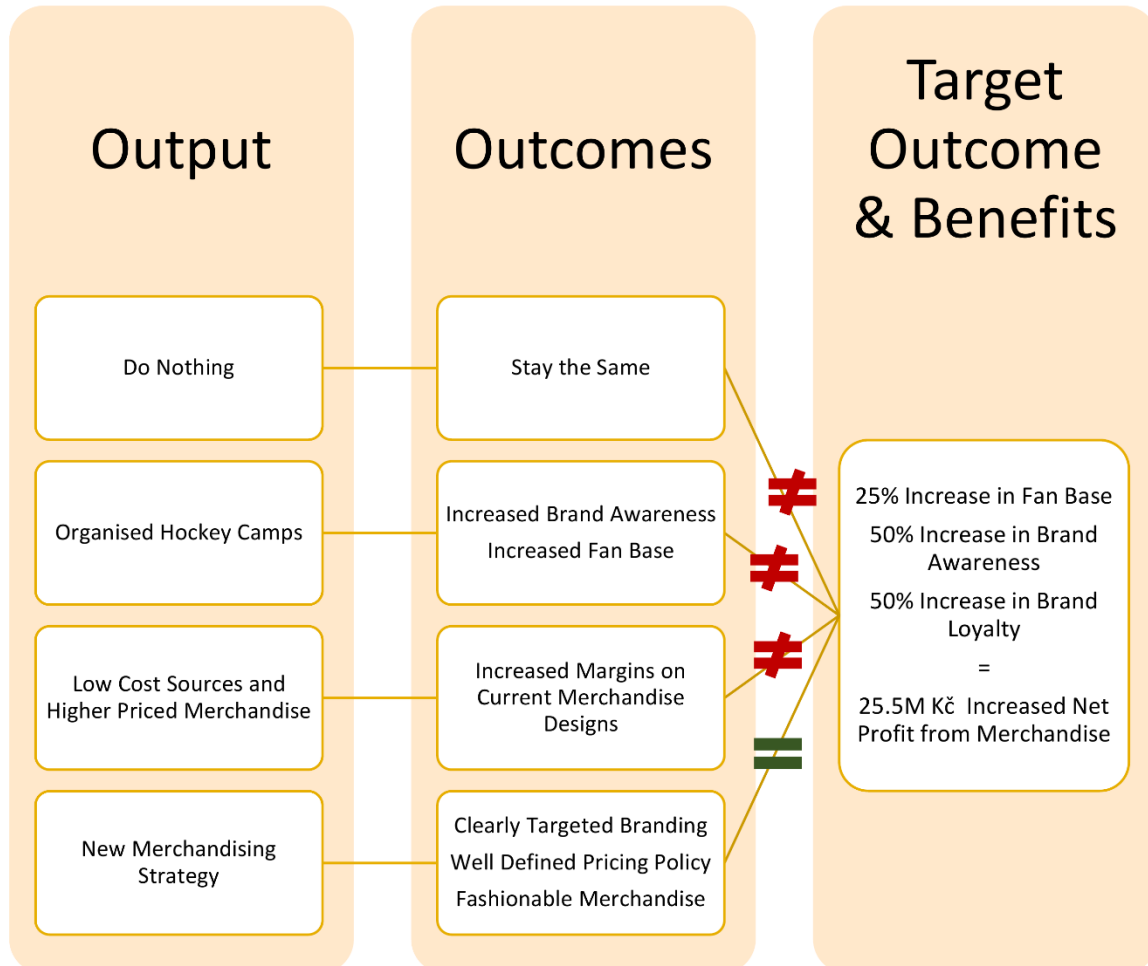 Output
Outcomes
Target
Outcome
& Benefits
Do Nothing
Stay the Same
Organised Hockey Camps
Increased Brand Awareness
Increased Fan Base
Low Cost Sources and
Higher Priced Merchandise
Increased Margins on
Current Merchandise
Designs
New Merchandising
Strategy
Clearly Targeted Branding
Well Defined Pricing Policy
Fashionable Merchandise
≠
≠
≠
=
25% Increase in Fan Base
50% Increase in Brand
Awareness
50% Increase in Brand
Loyalty
=
25.5M Kč  Increased Net
Profit from Merchandise